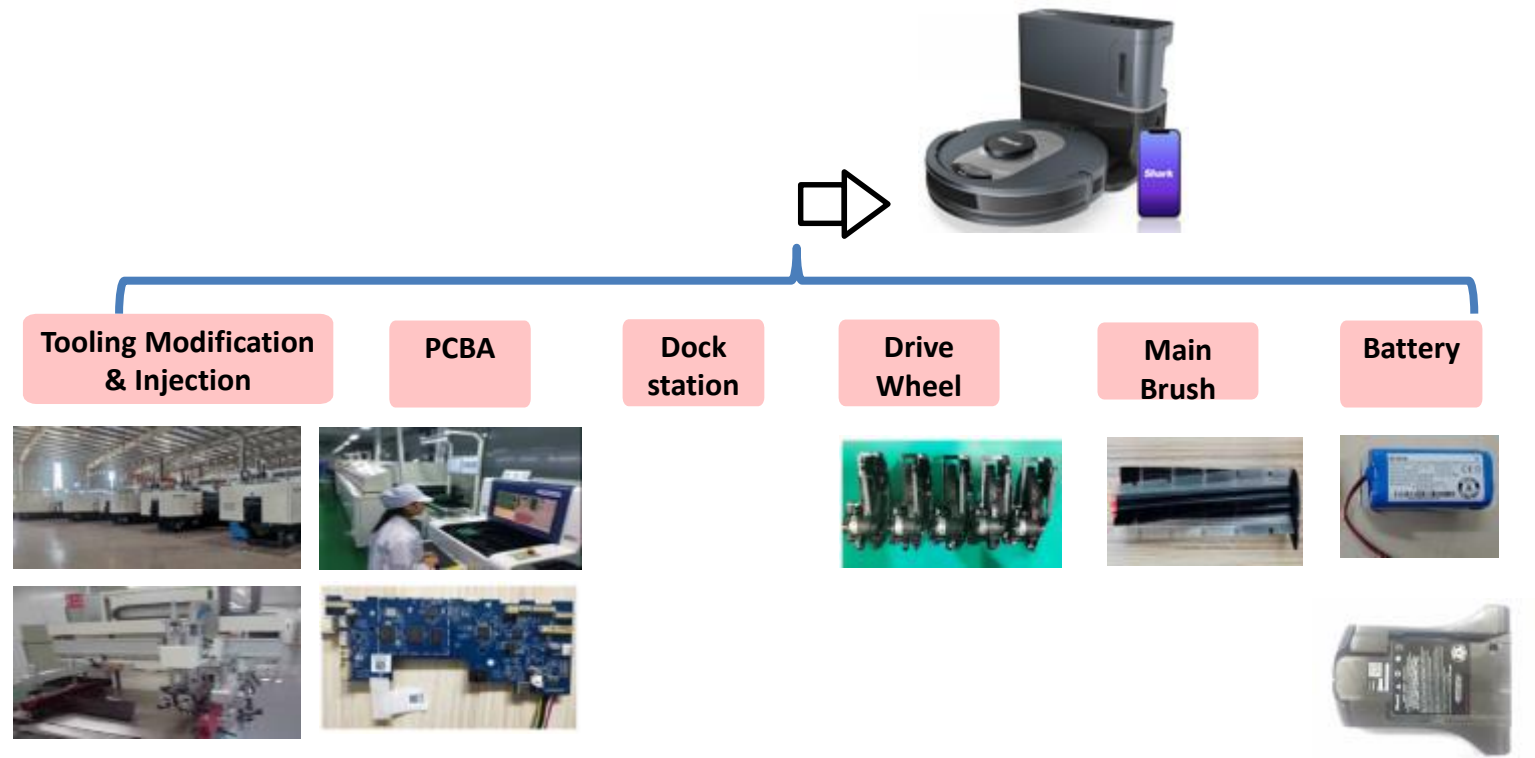 Shark
Tooling Modification
& Injection
PCBA
Dock
station
Drive
Wheel
Main
Brush
Battery